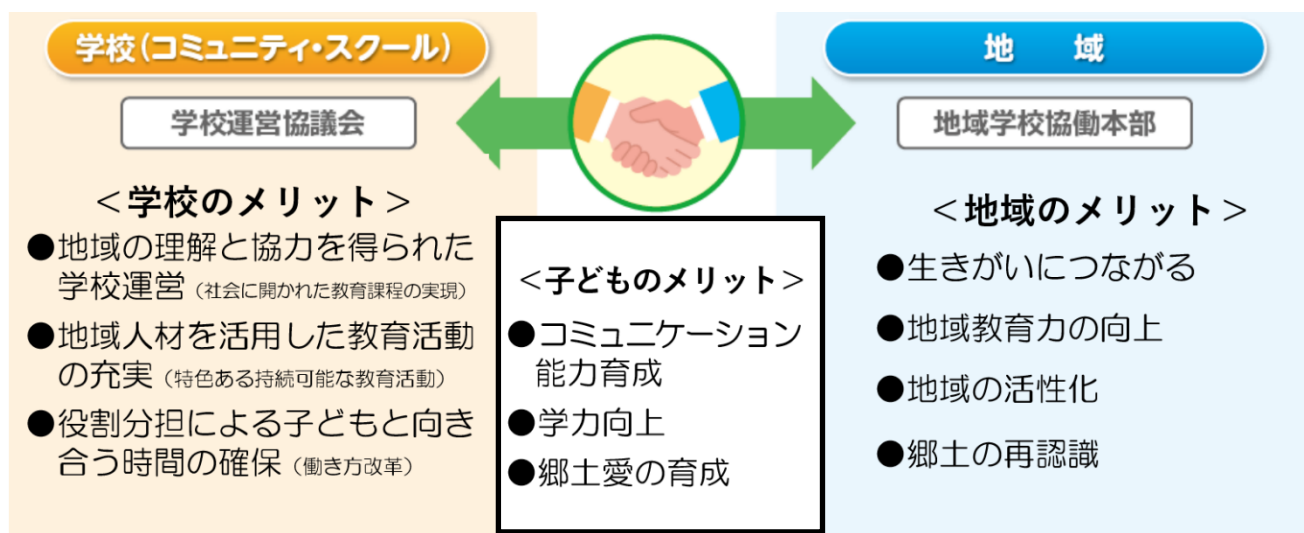 学校(コミュニティ・スクール)
学校運営協議会
<学校のメリット>
●地域の理解と協力を得られた
学校運営(社会に開かれた教育課程の実現)
●地域人材を活用した教育活動
の充実(特色ある持続可能な教育活動)
●役割分担による子どもと向き
合う時間の確保(働き方改革)
<子どものメリット>
●コミュニケーション
能力育成
●学力向上
●郷土愛の育成
地 域
地域学校協働本部
<地域のメリット>
●生きがいにつながる
●地域教育力の向上
●地域の活性化
●郷土の再認識